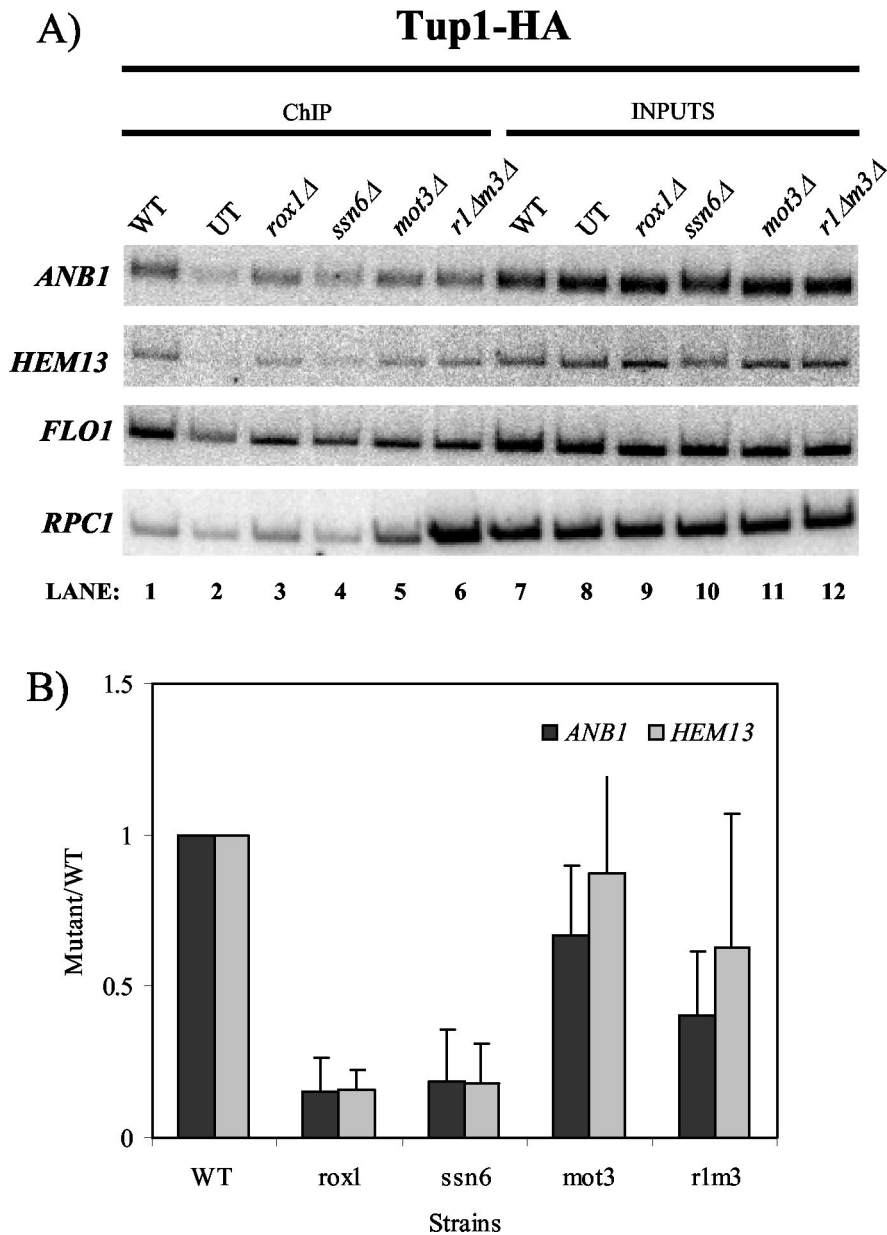 A) Tup1-HA
ChIP INPUTS
WT UT rox1Δ ssn6Δ mot3Δ r1Δm3Δ WT UT rox1Δ ssn6Δ mot3Δ r1Δm3Δ
ANB1
HEM13
FLO1
RPC1
LANE: 1 2 3 4 5 6 7 8 9 10 11 12
B)
1.5
ANB1 HEM13
1
Mutant/WT
0.5
0
WT rox1 ssn6 mot3 r1m3
Strains